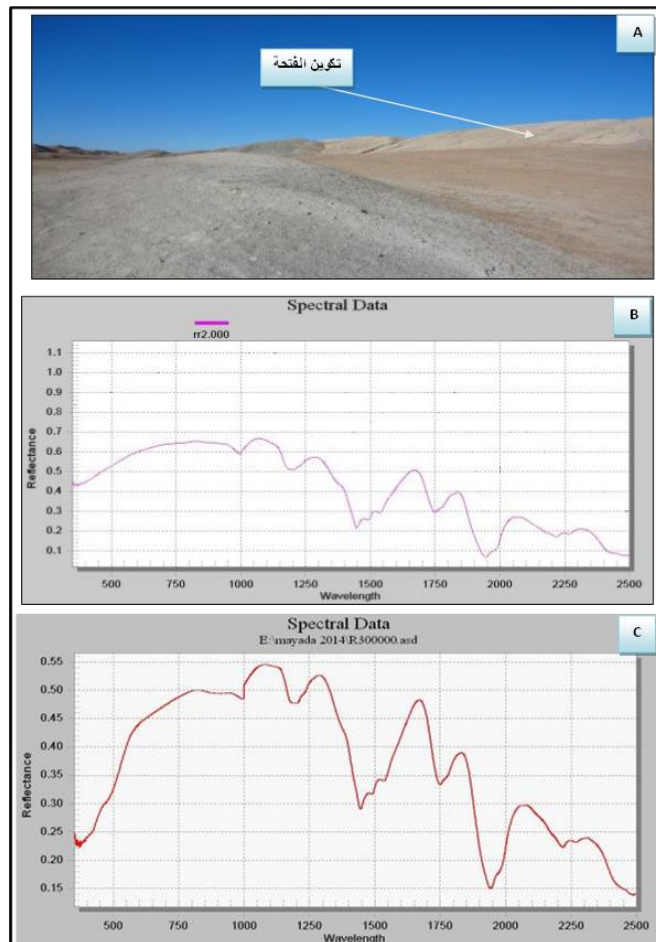 A
تكوين الفتحة
Spectral Data
B
rr2.000
1.1
1.0
0.9
0.8
0.7
0.6
0.5
0.4
0.3
0.2
0.1
Reflectance
500 750 1000 1250 1500 1750 2000 2250 2500
Wavelength
Spectral Data
C
E:\mayada 2014\R300000.asd
0.55
0.50
0.45
0.40
0.35
0.30
0.25
0.20
0.15
Reflectance
500 750 1000 1250 1500 1750 2000 2250 2500
Wavelength